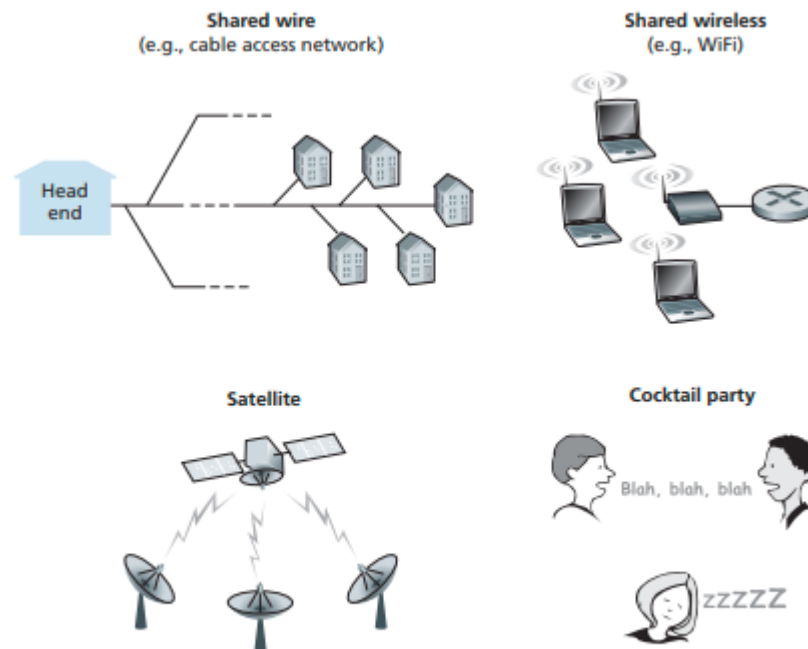 Shared wire
(e.g., cable access network)
Shared wireless
(e.g., WiFi)
Head
end
Satellite
Cocktail party
Blah, blah, blah
zzzzz